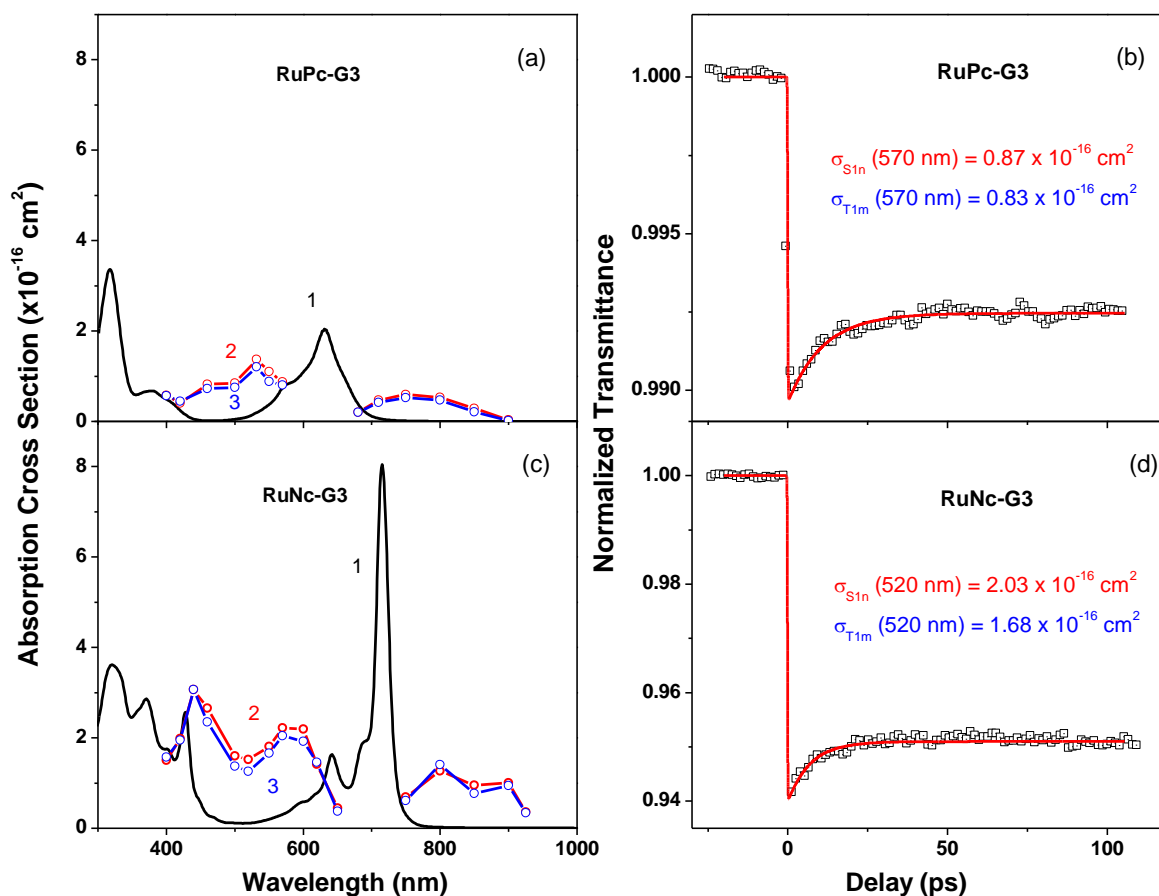 (a)
RuPc-G3
8
6
4
2
0
1
2
3
(b)
RuPc-G3
σS1n (570 nm) = 0.87 x 10-16 cm2
σT1m (570 nm) = 0.83 x 10-16 cm2
1.000
0.995
0.990
(c)
RuNc-G3
8
6
4
2
0
1
2
3
400
600
800
1000
Wavelength (nm)
Absorption Cross Section (x10-16 cm2)
(d)
RuNc-G3
σS1n (520 nm) = 2.03 x 10-16 cm2
σT1m (520 nm) = 1.68 x 10-16 cm2
1.00
0.98
0.96
0.94
0
50
100
Delay (ps)
Normalized Transmittance